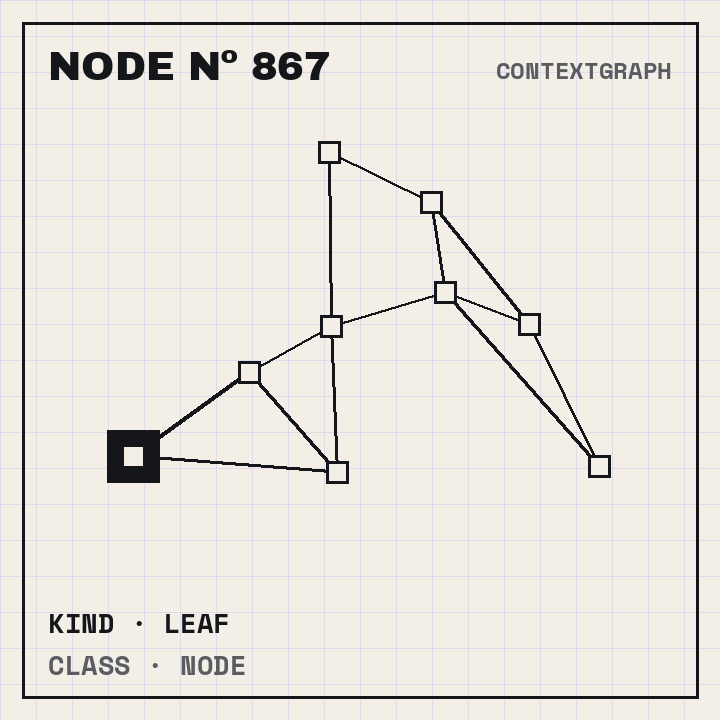 NODE Nº 867
CONTEXTGRAPH
KIND · LEAF
CLASS · NODE